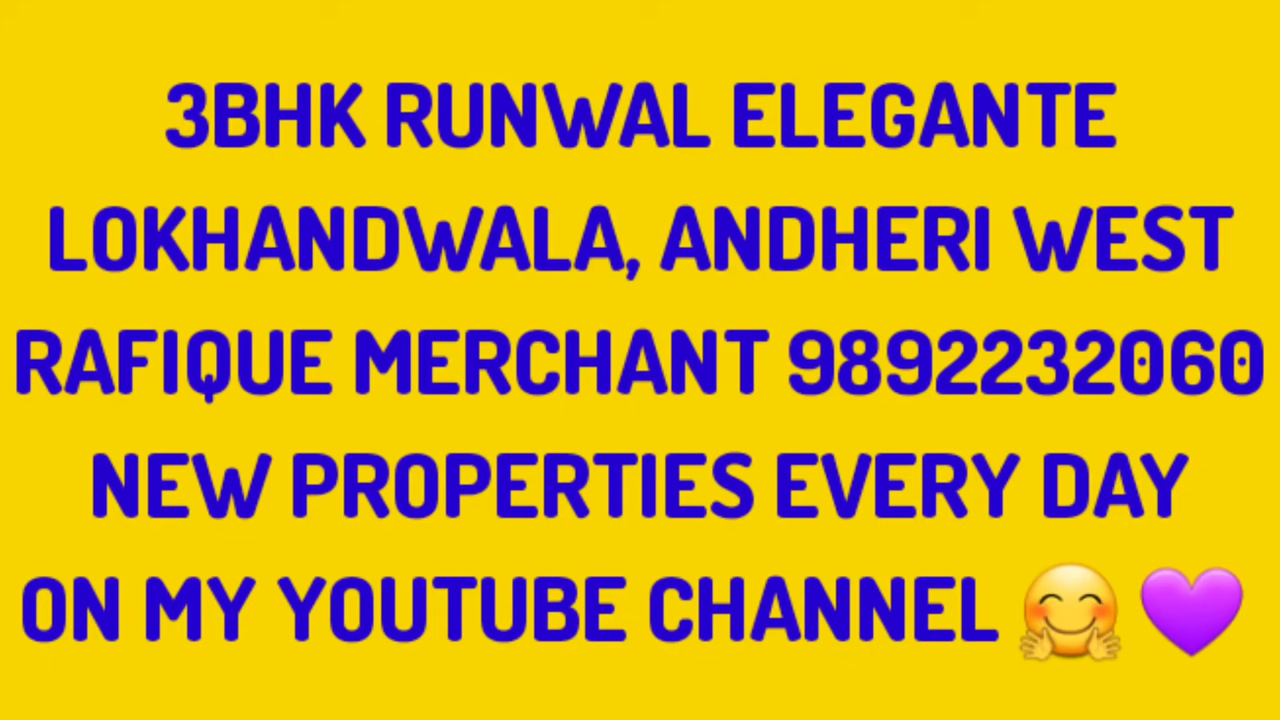 3BHK RUNWAL ELEGANTE
LOKHANDWALA, ANDHERI WEST
RAFIQUE MERCHANT 9892232060
NEW PROPERTIES EVERY DAY
ON MY YOUTUBE CHANNEL 🤗 💜